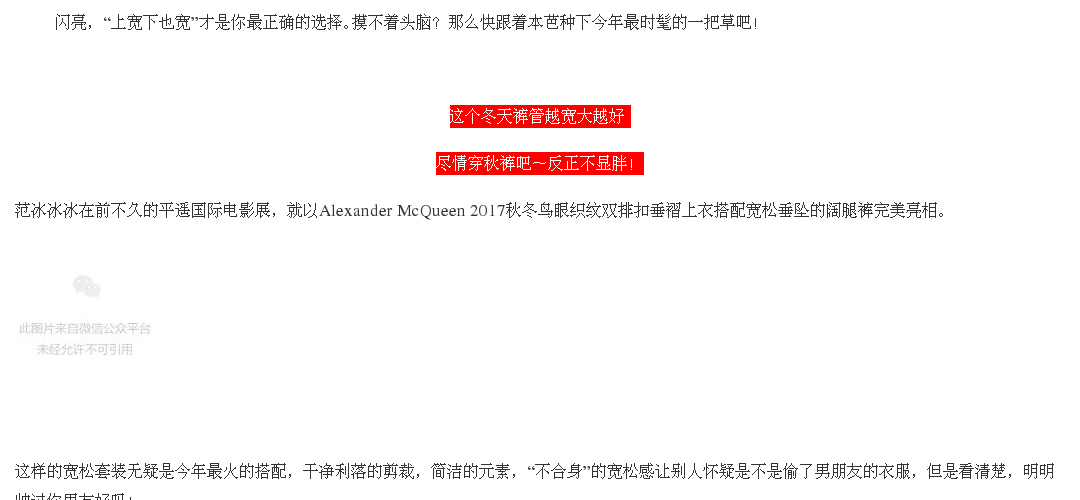 闪亮，“上宽下也宽”才是你最正确的选择。摸不着头脑？那么快跟着本芭种下今年最时髦的一把草吧！
这个冬天裤管越宽大越好
尽情穿秋裤吧～反正不显胖！
范冰冰冰在前不久的平遥国际电影展，就以Alexander McQueen 2017秋冬鸟眼织纹双排扣垂褶上衣搭配宽松垂坠的阔腿裤完美亮相。
此图片来自微信公众平台
未经允许不可引用
这样的宽松套装无疑是今年最火的搭配，干净利落的剪裁，简洁的元素，“不合身”的宽松感让别人怀疑是不是偷了男朋友的衣服，但是看清楚，明明